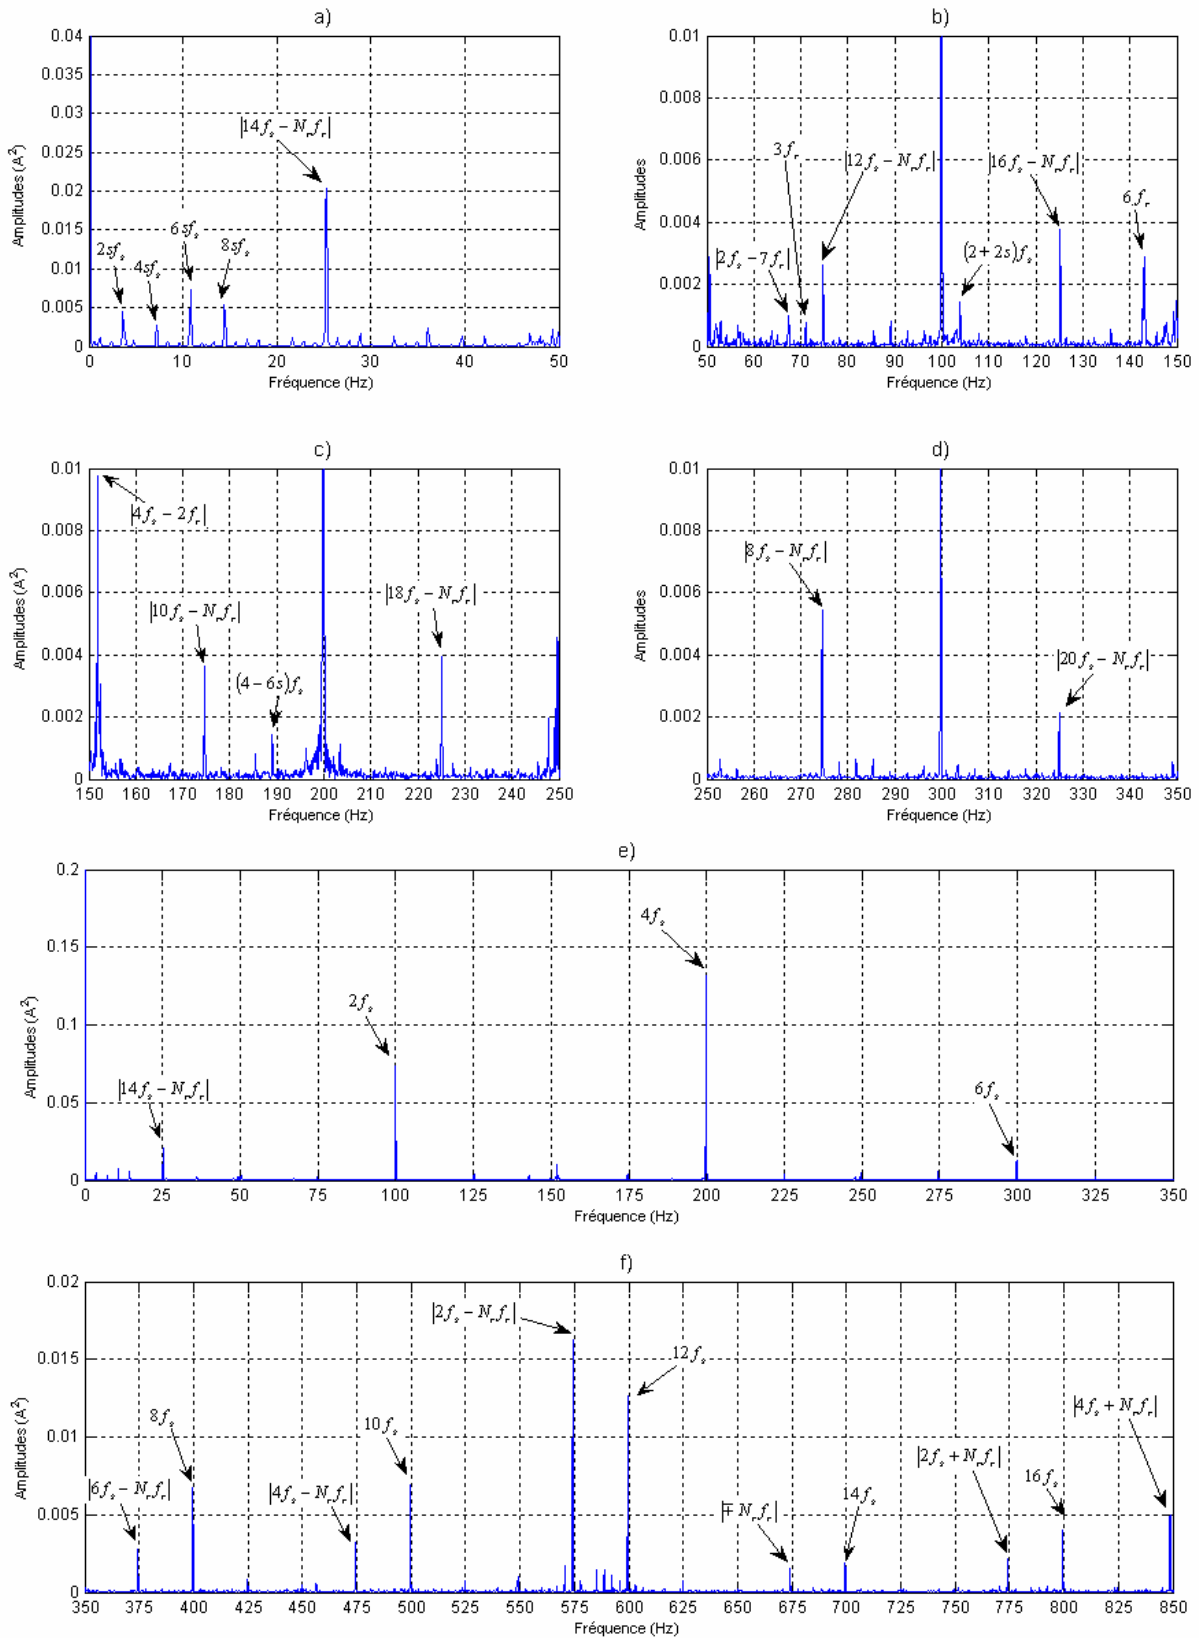 a)
0.04
0.035
0.03
0.025
0.02
0.015
0.01
0.005
0
Amplitudes (A²)
|14fₛ − Nᵣfᵣ|
2sfₛ
4sfₛ
6sfₛ
8sfₛ
0 10 20 30 40 50
Fréquence (Hz)
b)
0.01
0.008
0.006
0.004
0.002
0
Amplitudes
|2fₛ − 7fᵣ|
3fᵣ
|12fₛ − Nᵣfᵣ|
(2 + 2s)fₛ
|16fₛ − Nᵣfᵣ|
6fᵣ
50 60 70 80 90 100 110 120 130 140 150
Fréquence (Hz)
c)
0.01
0.008
0.006
0.004
0.002
0
Amplitudes (A²)
|4fₛ − 2fᵣ|
|10fₛ − Nᵣfᵣ|
(4 − 6s)fₛ
|18fₛ − Nᵣfᵣ|
150 160 170 180 190 200 210 220 230 240 250
Fréquence (Hz)
d)
0.01
0.008
0.006
0.004
0.002
0
Amplitudes
|8fₛ − Nᵣfᵣ|
|20fₛ − Nᵣfᵣ|
250 260 270 280 290 300 310 320 330 340 350
Fréquence (Hz)
e)
0.2
0.15
0.1
0.05
0
Amplitudes (A²)
|14fₛ − Nᵣfᵣ|
2fₛ
4fₛ
6fₛ
0 25 50 75 100 125 150 175 200 225 250 275 300 325 350
Fréquence (Hz)
f)
0.02
0.015
0.01
0.005
0
Amplitudes (A²)
|6fₛ − Nᵣfᵣ|
8fₛ
|4fₛ − Nᵣfᵣ|
10fₛ
|2fₛ − Nᵣfᵣ|
12fₛ
|∓ Nᵣfᵣ|
14fₛ
|2fₛ + Nᵣfᵣ|
16fₛ
|4fₛ + Nᵣfᵣ|
350 375 400 425 450 475 500 525 550 575 600 625 650 675 700 725 750 775 800 825 850
Fréquence (Hz)